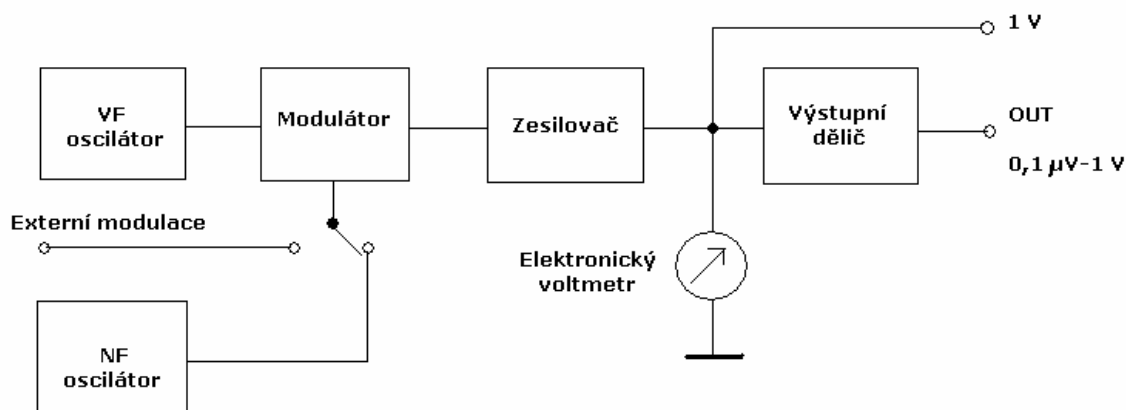 1 V
VF
oscilátor
Modulátor
Zesilovač
Výstupní
dělič
OUT
0,1 µV-1 V
Externí modulace
Elektronický
voltmetr
NF
oscilátor